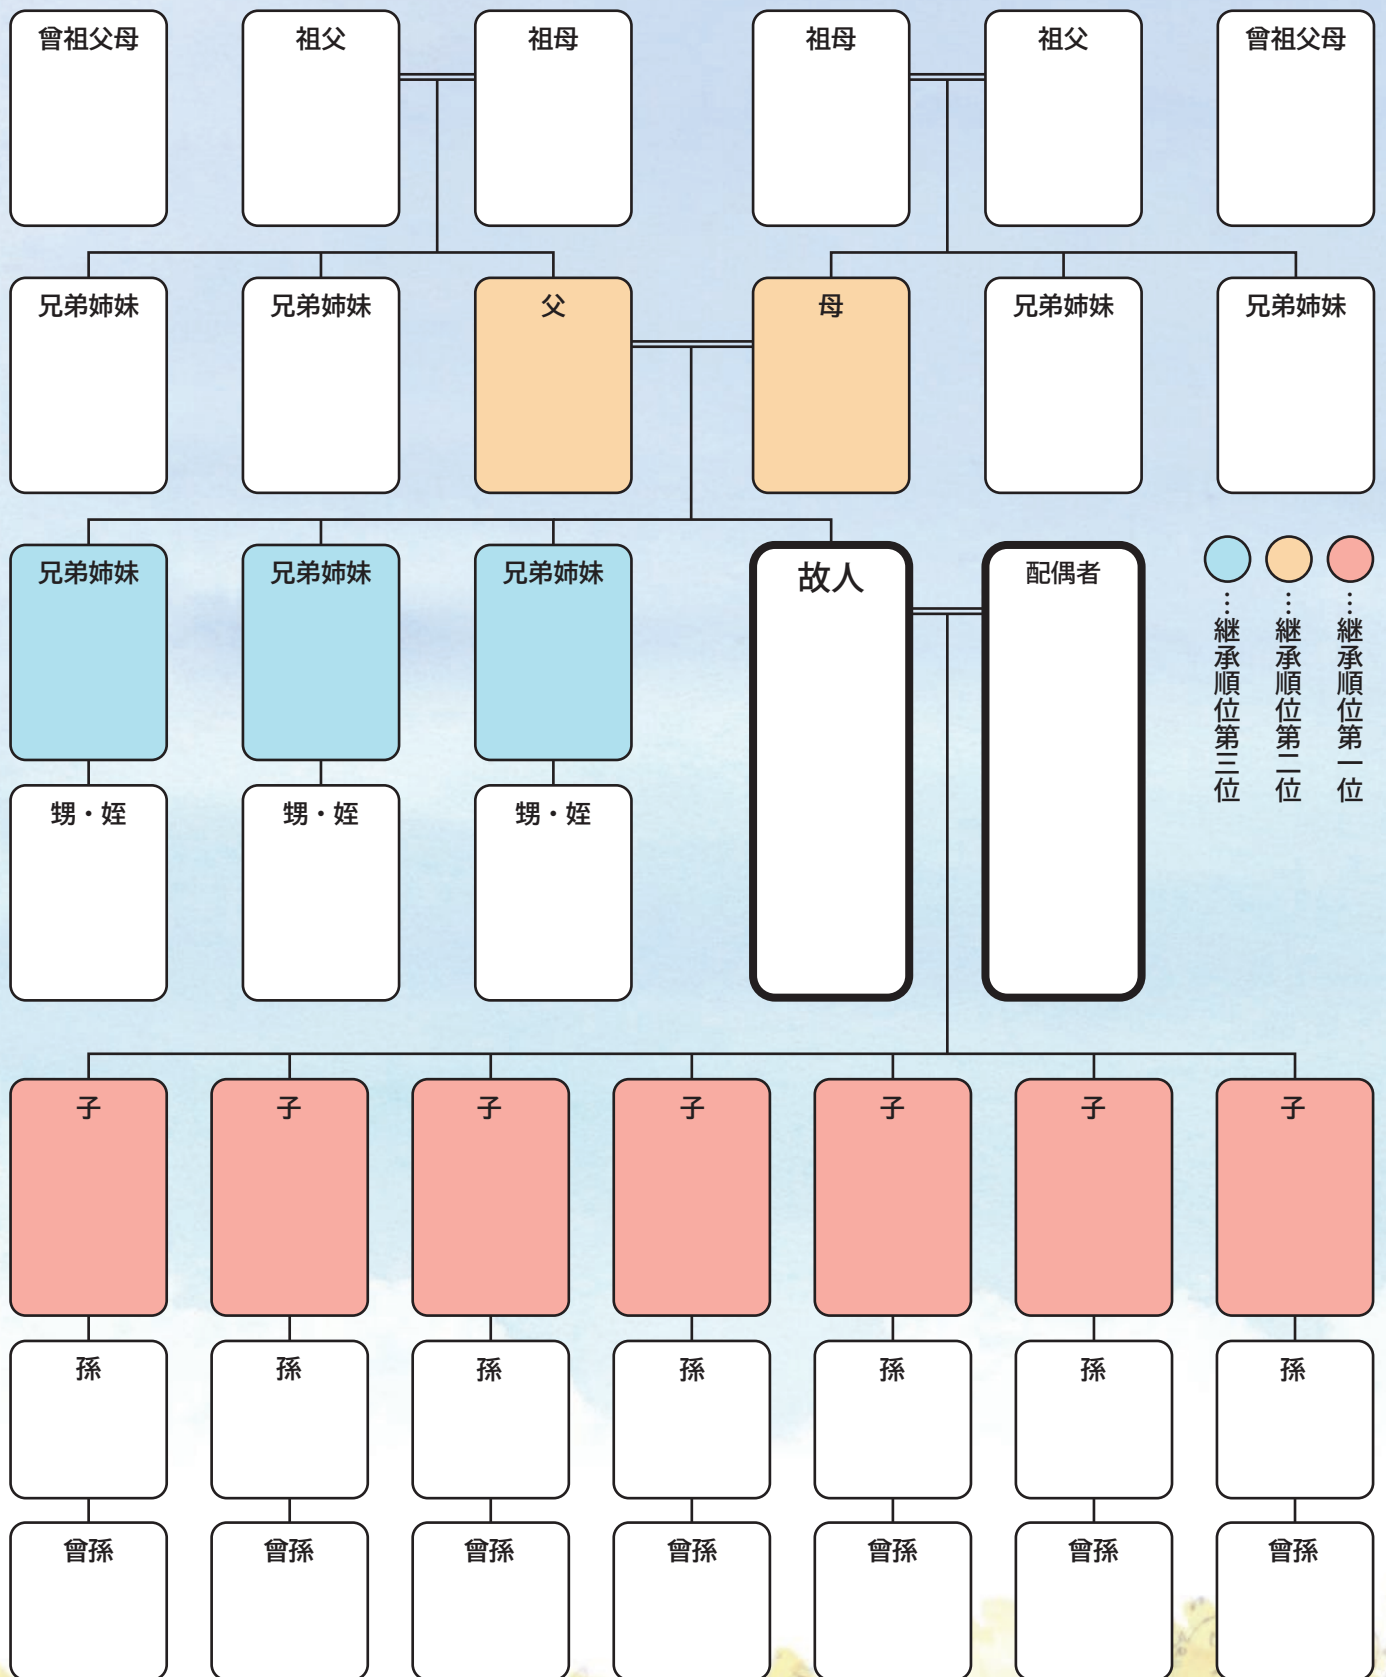 曾祖父母
祖父
祖母
祖母
祖父
曾祖父母
兄弟姉妹
兄弟姉妹
父
母
兄弟姉妹
兄弟姉妹
兄弟姉妹
兄弟姉妹
兄弟姉妹
故人
配偶者
…継承順位第一位
…継承順位第二位
…継承順位第三位
甥・姪
甥・姪
甥・姪
子
子
子
子
子
子
子
孫
孫
孫
孫
孫
孫
孫
曾孫
曾孫
曾孫
曾孫
曾孫
曾孫
曾孫